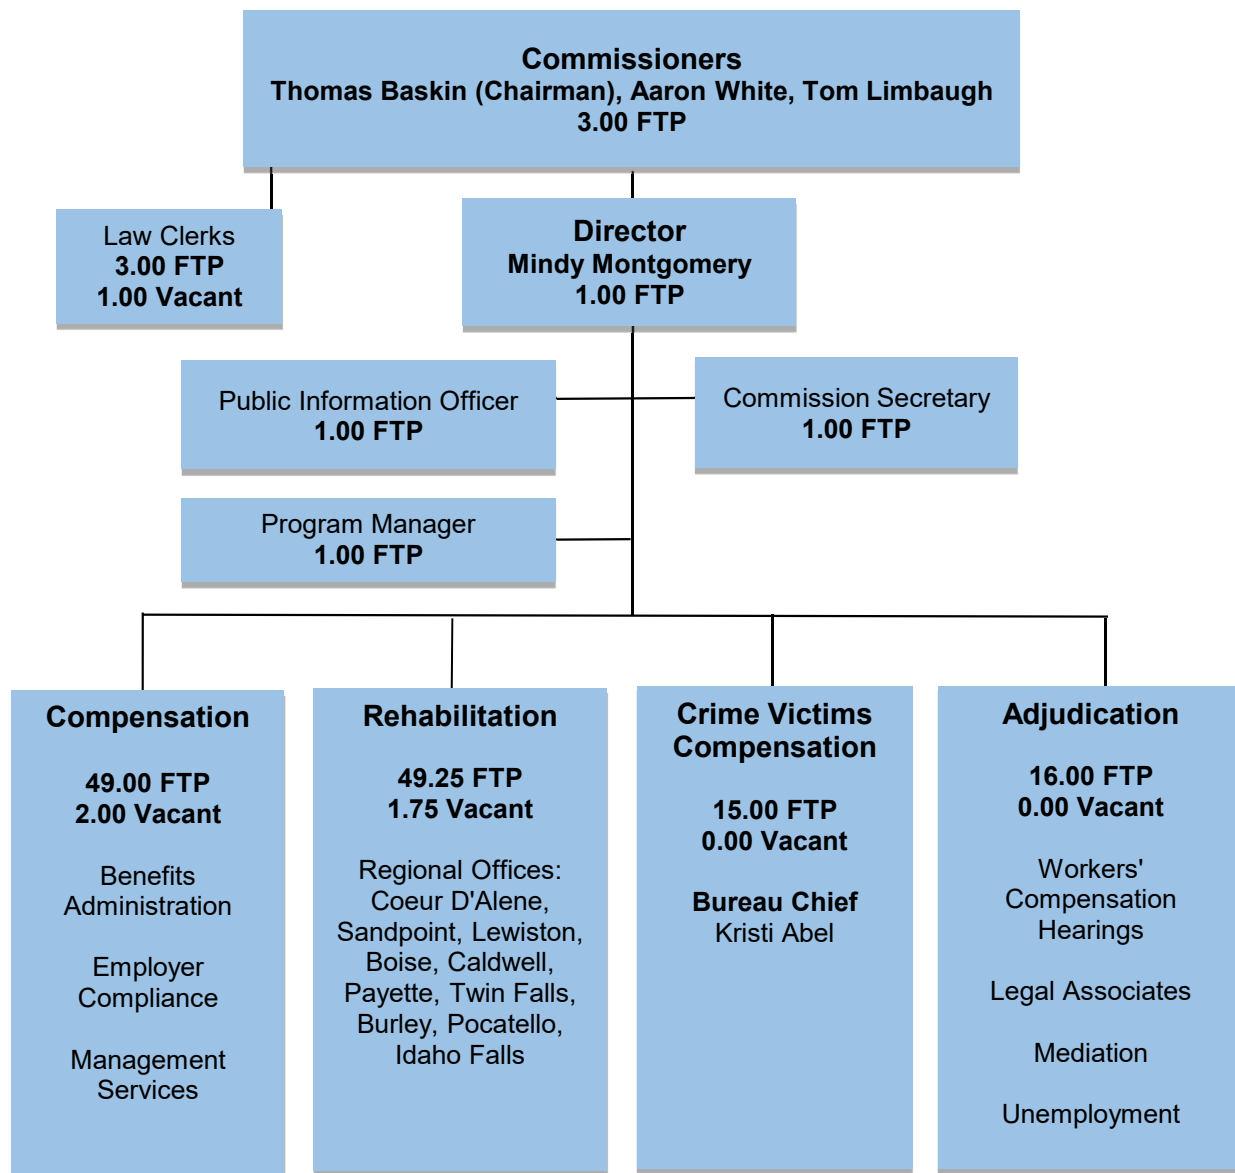 Commissioners
Thomas Baskin (Chairman), Aaron White, Tom Limbaugh
3.00 FTP
Law Clerks
3.00 FTP
1.00 Vacant
Director
Mindy Montgomery
1.00 FTP
Public Information Officer
1.00 FTP
Commission Secretary
1.00 FTP
Program Manager
1.00 FTP
Compensation
49.00 FTP
2.00 Vacant
Benefits
Administration
Employer
Compliance
Management
Services
Rehabilitation
49.25 FTP
1.75 Vacant
Regional Offices:
Coeur D'Alene,
Sandpoint, Lewiston,
Boise, Caldwell,
Payette, Twin Falls,
Burley, Pocatello,
Idaho Falls
Crime Victims
Compensation
15.00 FTP
0.00 Vacant
Bureau Chief
Kristi Abel
Adjudication
16.00 FTP
0.00 Vacant
Workers'
Compensation
Hearings
Legal Associates
Mediation
Unemployment